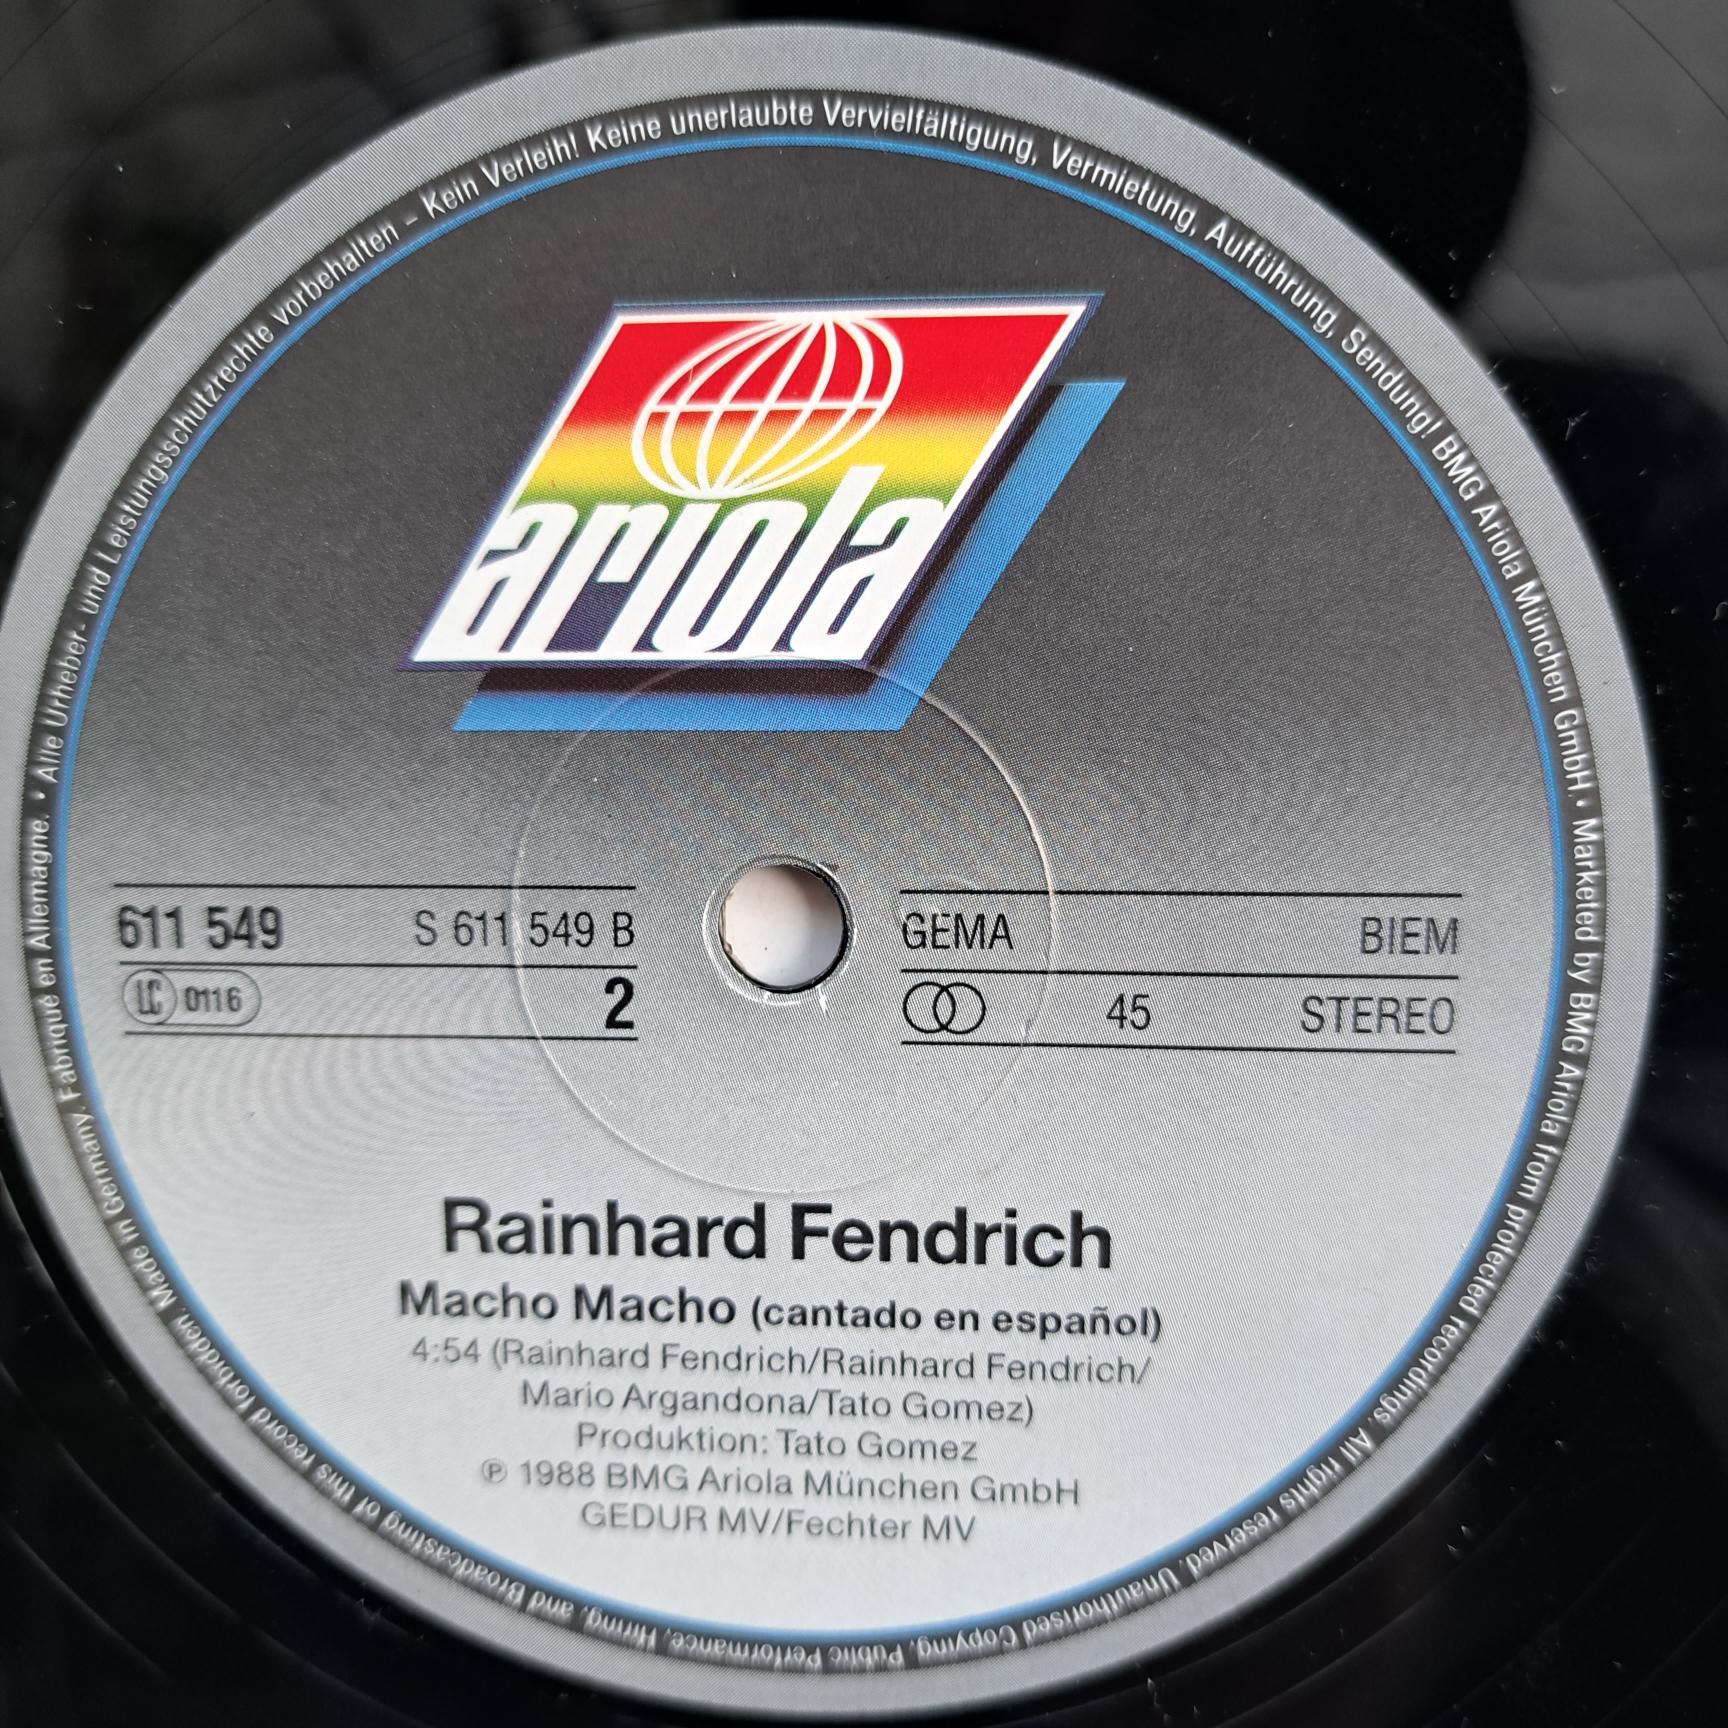 • Alle Urheber- und Leistungsschutzrechte vorbehalten – Kein Verleih! Keine unerlaubte Vervielfältigung, Vermietung, Aufführung, Sendung! BMG Ariola München GmbH • Marketed by BMG Ariola from protected recordings. All rights reserved. Unauthorised Copying, Public Performance, Hiring, and Broadcasting of this record forbidden. Made in Germany. Fabriqué en Allemagne.
ariola
611 549 S 611 549 B GEMA BIEM
LC 0116 2 45 STEREO
Rainhard Fendrich
Macho Macho (cantado en español)
4:54 (Rainhard Fendrich/Rainhard Fendrich/
Mario Argandona/Tato Gomez)
Produktion: Tato Gomez
℗ 1988 BMG Ariola München GmbH
GEDUR MV/Fechter MV